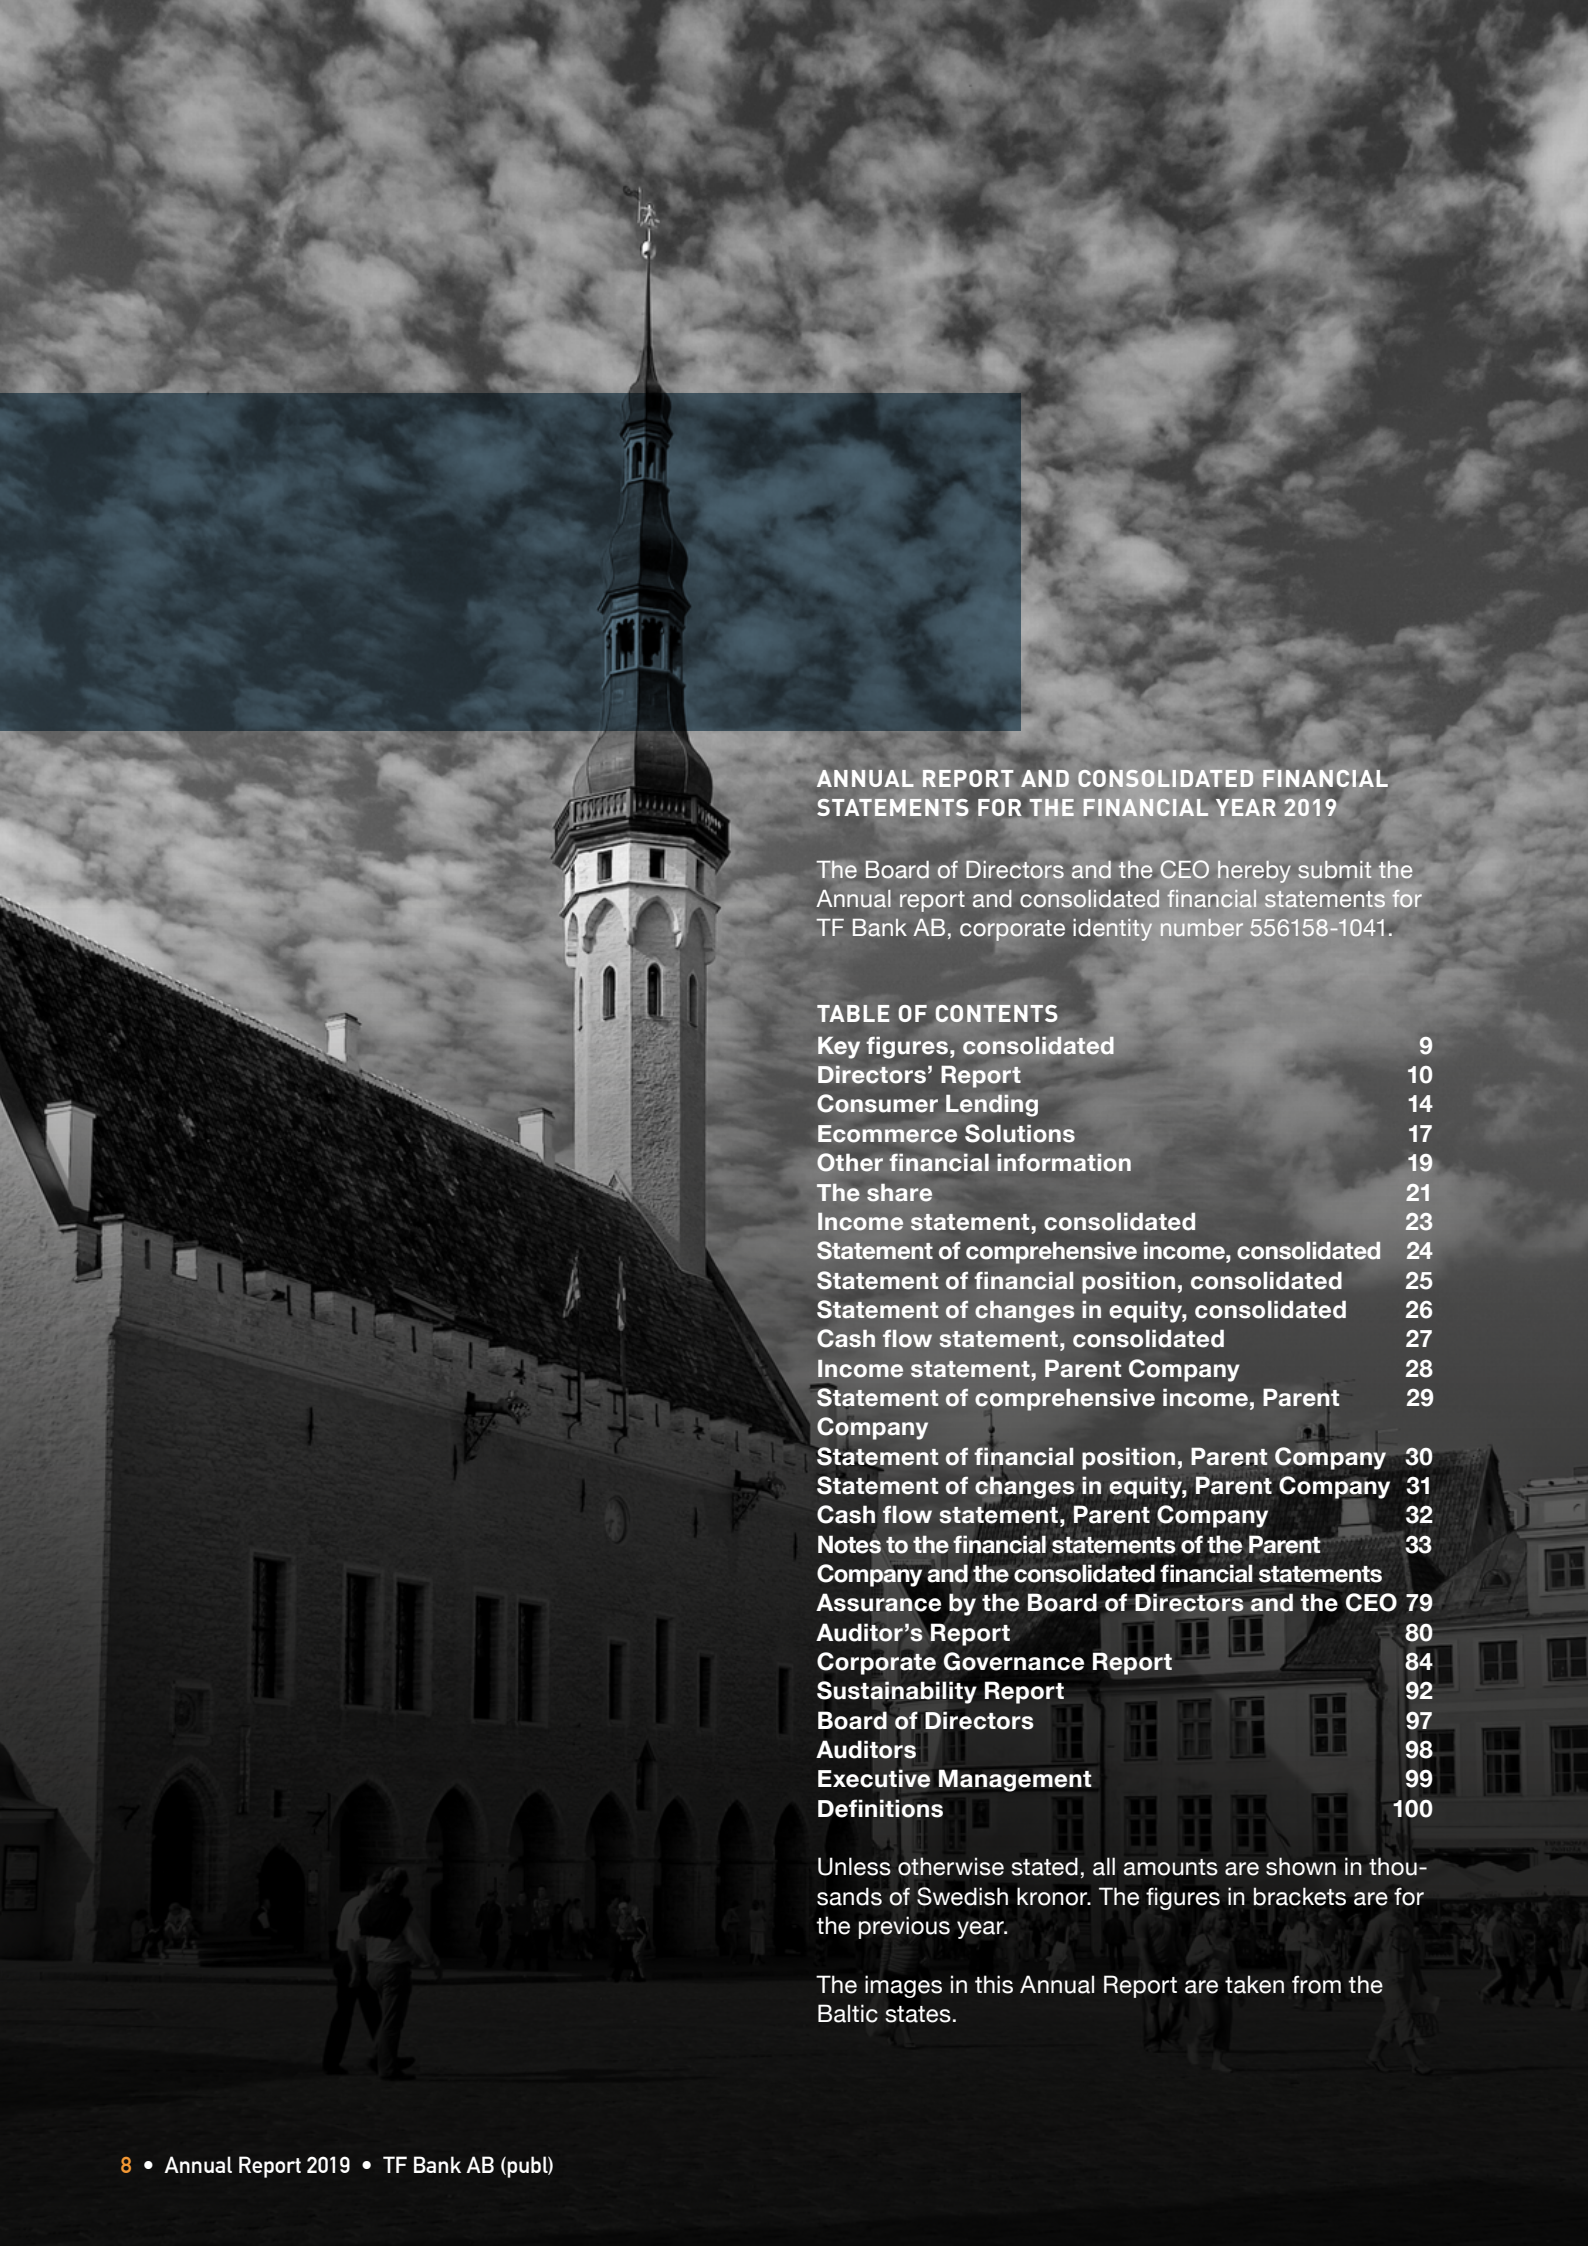 ANNUAL REPORT AND CONSOLIDATED FINANCIAL
STATEMENTS FOR THE FINANCIAL YEAR 2019
The Board of Directors and the CEO hereby submit the
Annual report and consolidated financial statements for
TF Bank AB, corporate identity number 556158-1041.
TABLE OF CONTENTS
Key figures, consolidated 9
Directors’ Report 10
Consumer Lending 14
Ecommerce Solutions 17
Other financial information 19
The share 21
Income statement, consolidated 23
Statement of comprehensive income, consolidated 24
Statement of financial position, consolidated 25
Statement of changes in equity, consolidated 26
Cash flow statement, consolidated 27
Income statement, Parent Company 28
Statement of comprehensive income, Parent 29
Company
Statement of financial position, Parent Company 30
Statement of changes in equity, Parent Company 31
Cash flow statement, Parent Company 32
Notes to the financial statements of the Parent 33
Company and the consolidated financial statements
Assurance by the Board of Directors and the CEO 79
Auditor’s Report 80
Corporate Governance Report 84
Sustainability Report 92
Board of Directors 97
Auditors 98
Executive Management 99
Definitions 100
Unless otherwise stated, all amounts are shown in thou-
sands of Swedish kronor. The figures in brackets are for
the previous year.
The images in this Annual Report are taken from the
Baltic states.
8 • Annual Report 2019 • TF Bank AB (publ)